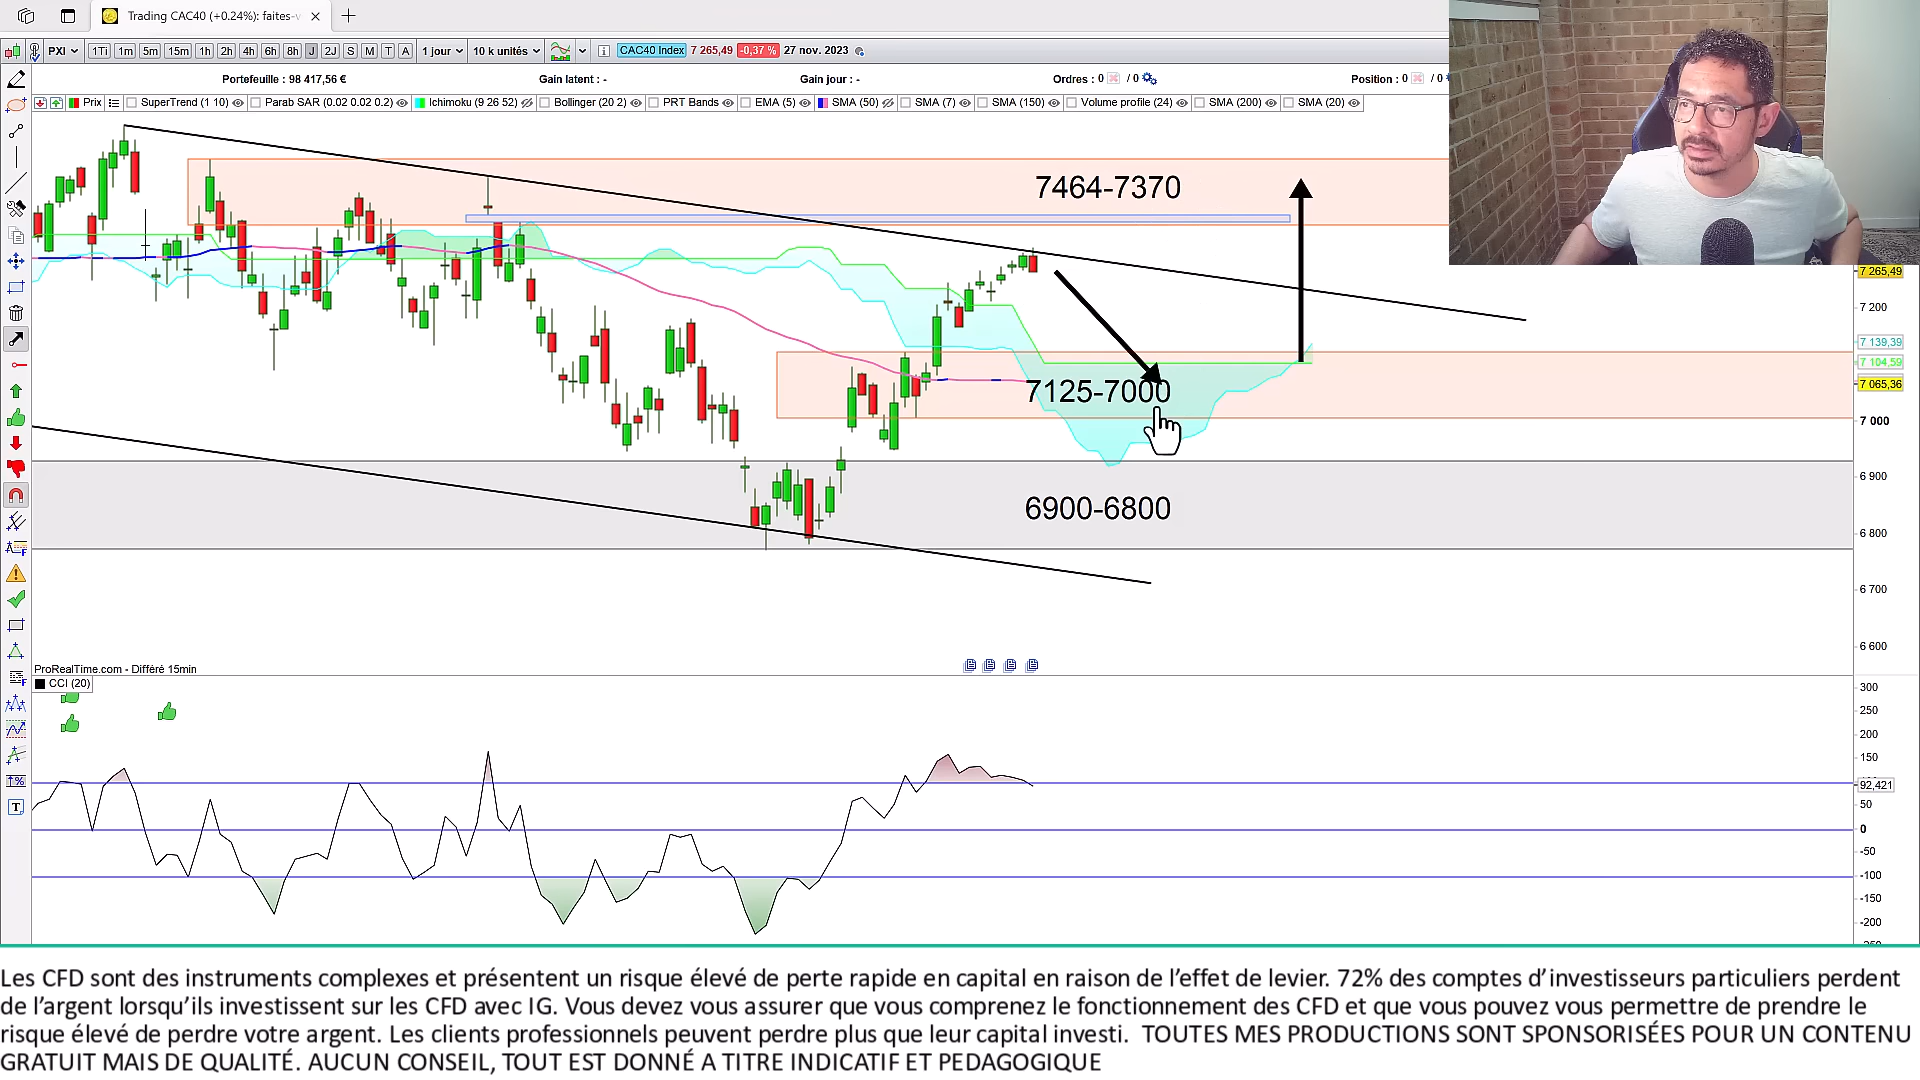 Trading CAC40 (+0.24%): faites-v
PXI 1Ti 1m 5m 15m 1h 2h 4h 6h 8h J 2J S M T A 1 jour 10 k unités CAC40 Index 7 265,49 -0,37 % 27 nov. 2023
Portefeuille : 98 417,56 € Gain latent : - Gain jour : - Ordres : 0 / 0 Position : 0 / 0
Prix SuperTrend (1 10) Parab SAR (0.02 0.02 0.2) Ichimoku (9 26 52) Bollinger (20 2) PRT Bands EMA (5) SMA (50) SMA (7) SMA (150) Volume profile (24) SMA (200) SMA (20)
7464-7370
7 265,49
7 200
7 139,39
7 104,59
7 065,36
7125-7000
7 000
6 900
6900-6800
6 800
6 700
6 600
ProRealTime.com - Différé 15min
CCI (20)
300
250
200
150
92,421
50
0
-50
-100
-150
-200
Les CFD sont des instruments complexes et présentent un risque élevé de perte rapide en capital en raison de l’effet de levier. 72% des comptes d’investisseurs particuliers perdent
de l’argent lorsqu’ils investissent sur les CFD avec IG. Vous devez vous assurer que vous comprenez le fonctionnement des CFD et que vous pouvez vous permettre de prendre le
risque élevé de perdre votre argent. Les clients professionnels peuvent perdre plus que leur capital investi. TOUTES MES PRODUCTIONS SONT SPONSORISÉES POUR UN CONTENU
GRATUIT MAIS DE QUALITÉ. AUCUN CONSEIL, TOUT EST DONNÉ A TITRE INDICATIF ET PEDAGOGIQUE